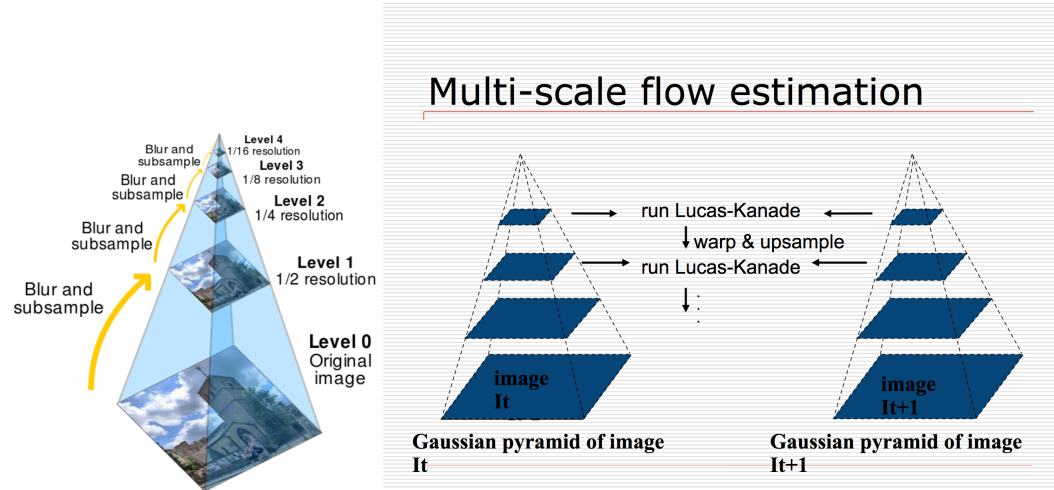 Level 4
1/16 resolution
Blur and
subsample
Level 3
1/8 resolution
Blur and
subsample
Level 2
1/4 resolution
Blur and
subsample
Level 1
1/2 resolution
Blur and
subsample
Level 0
Original
image
Multi-scale flow estimation
run Lucas-Kanade
warp & upsample
run Lucas-Kanade
.
.
.
image
It
image
It+1
Gaussian pyramid of image
It
Gaussian pyramid of image
It+1